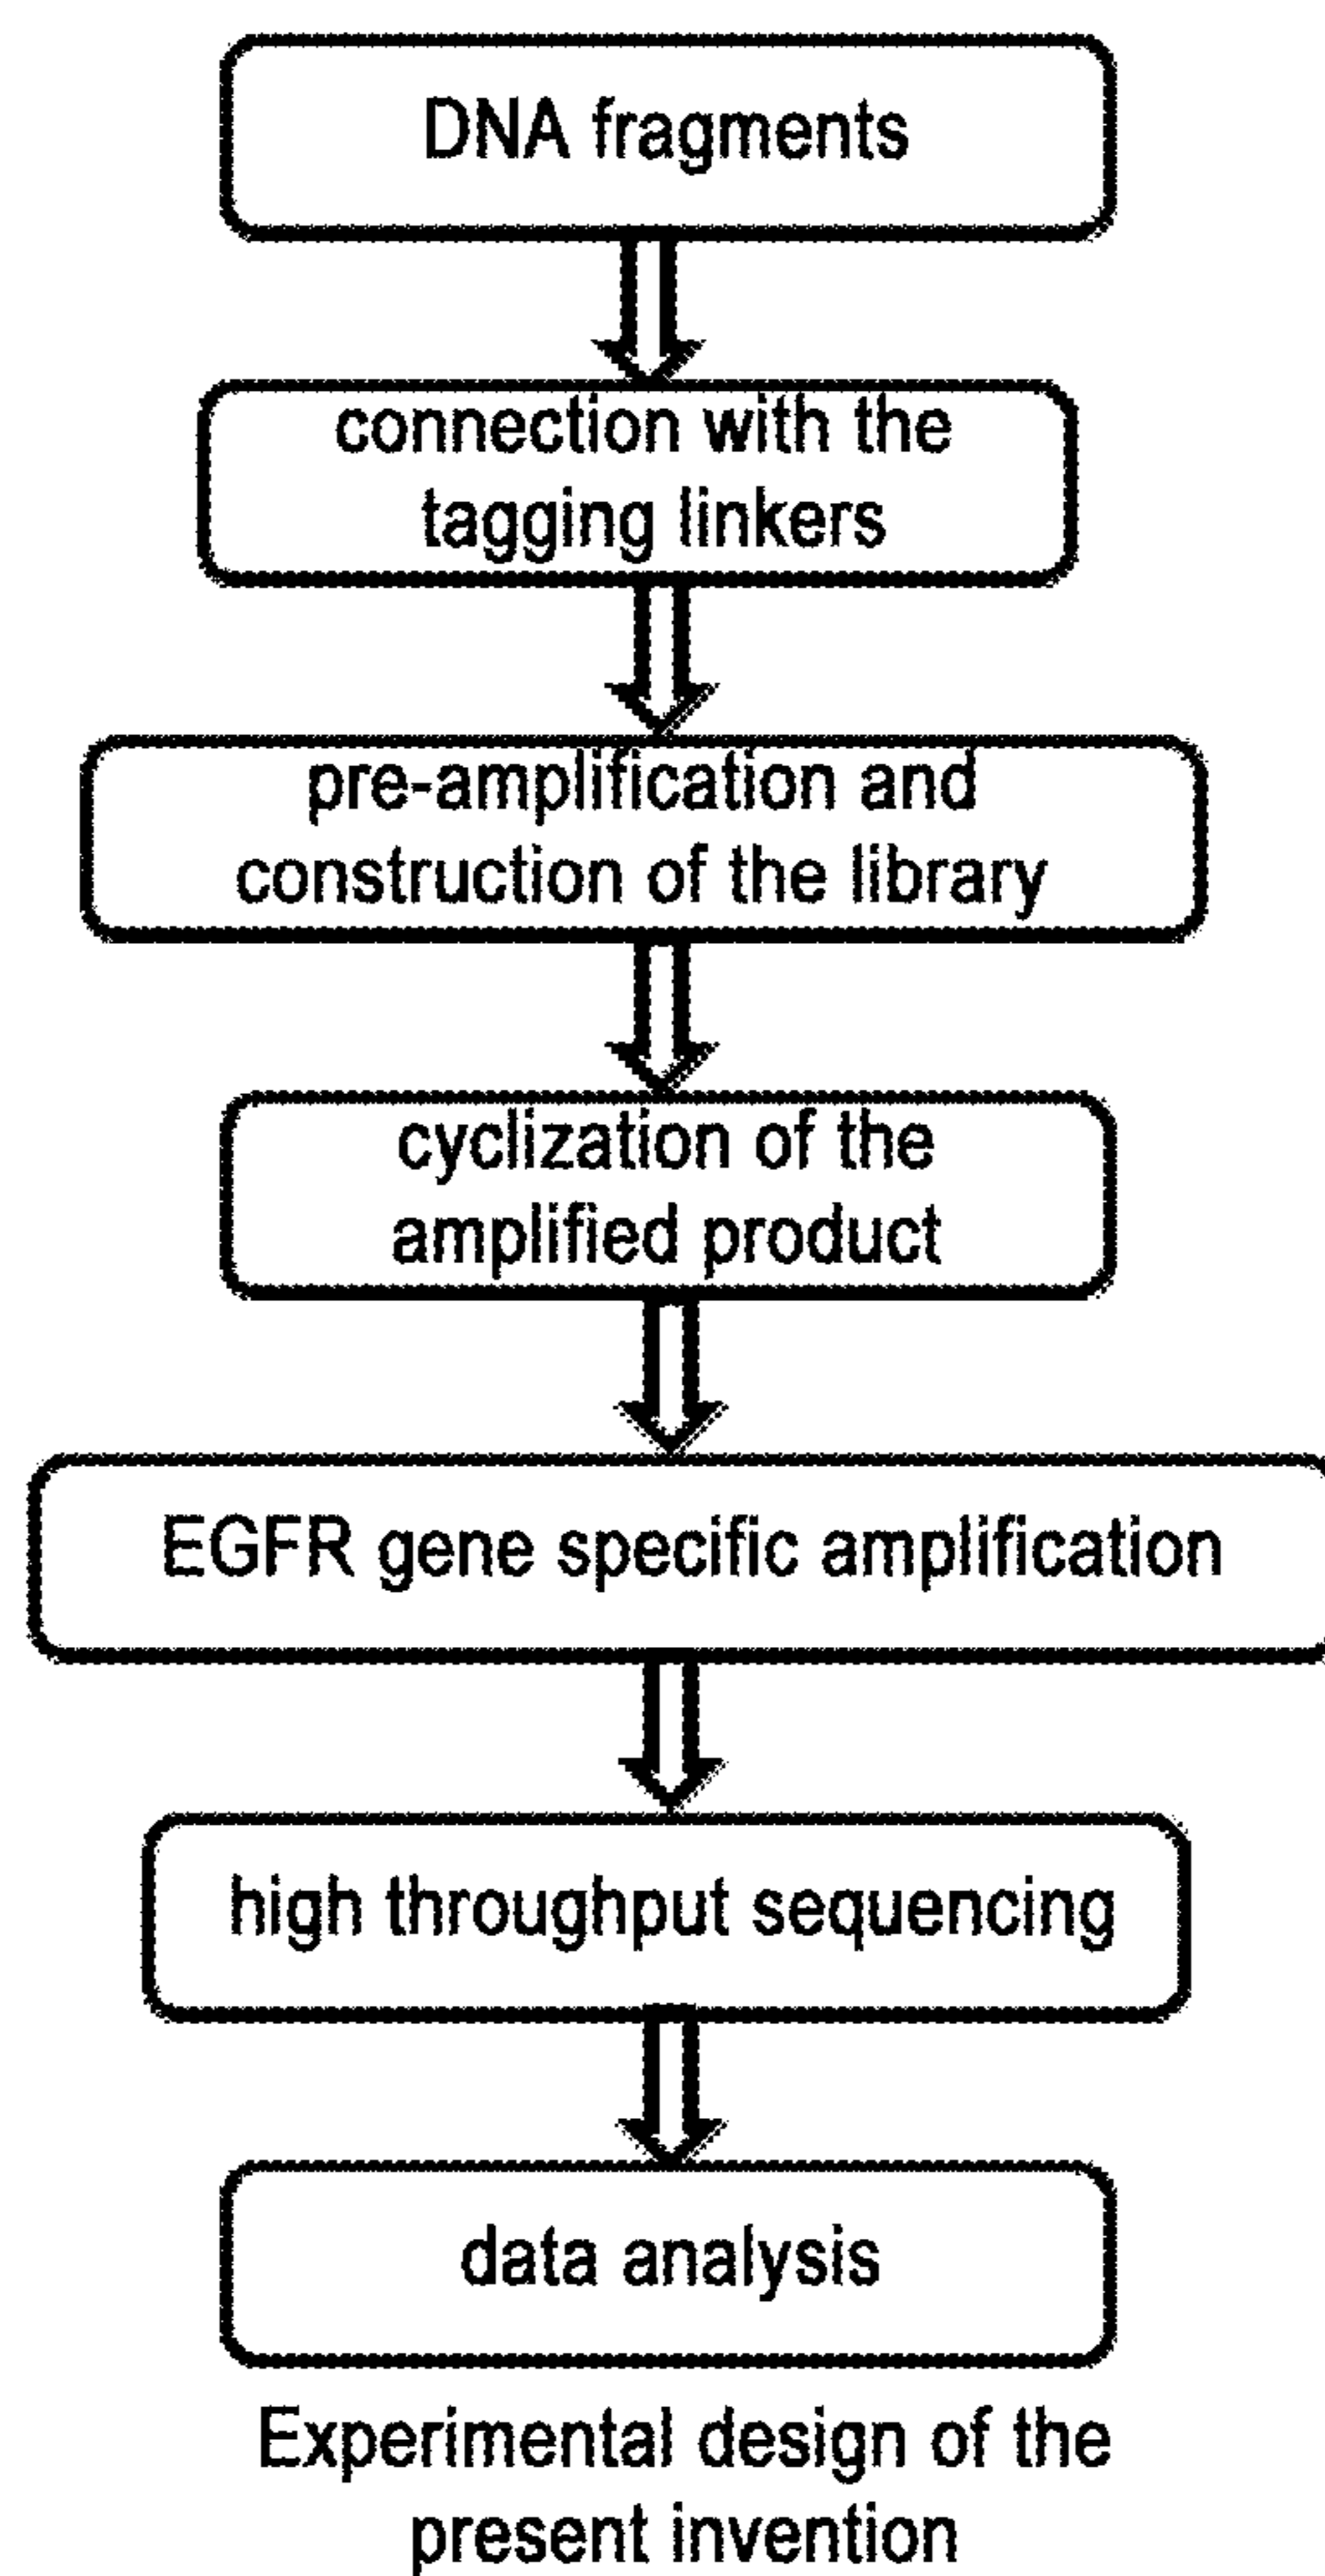 DNA fragments
connection with the
tagging linkers
pre-amplification and
construction of the library
cyclization of the
amplified product
EGFR gene specific amplification
high throughput sequencing
data analysis
Experimental design of the
present invention